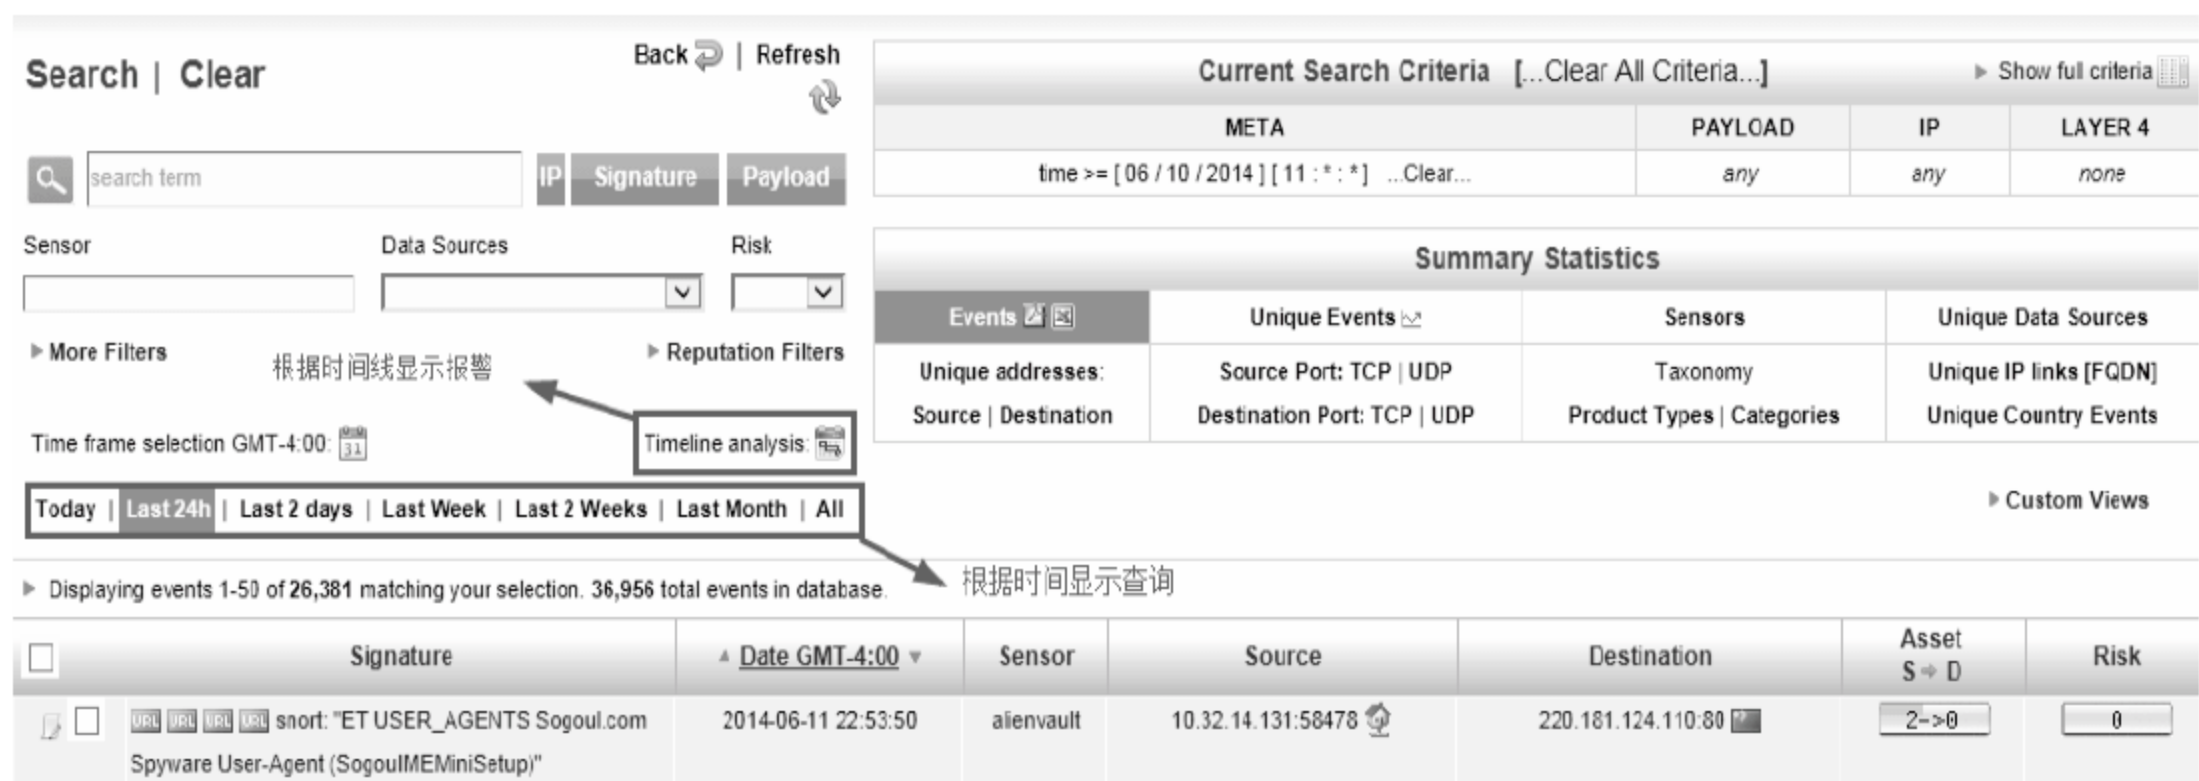 Search | Clear
Back | Refresh
search term
IP Signature Payload
Sensor Data Sources Risk
More Filters
Reputation Filters
根据时间线显示报警
Time frame selection GMT-4:00: 31
Timeline analysis:
Today | Last 24h | Last 2 days | Last Week | Last 2 Weeks | Last Month | All
Current Search Criteria [...Clear All Criteria...] Show full criteria
META PAYLOAD IP LAYER 4
time >= [ 06 / 10 / 2014 ] [ 11 : * : * ] ...Clear... any any none
Summary Statistics
Events Unique Events Sensors Unique Data Sources
Unique addresses: Source Port: TCP | UDP Taxonomy Unique IP links [FQDN]
Source | Destination Destination Port: TCP | UDP Product Types | Categories Unique Country Events
Custom Views
Displaying events 1-50 of 26,381 matching your selection. 36,956 total events in database.
根据时间显示查询
Signature Date GMT-4:00 Sensor Source Destination Asset Risk
S D
URL URL URL URL snort: "ET USER_AGENTS Sogoul.com 2014-06-11 22:53:50 alienvault 10.32.14.131:58478 220.181.124.110:80 2->0 0
Spyware User-Agent (SogouIMEMiniSetup)"